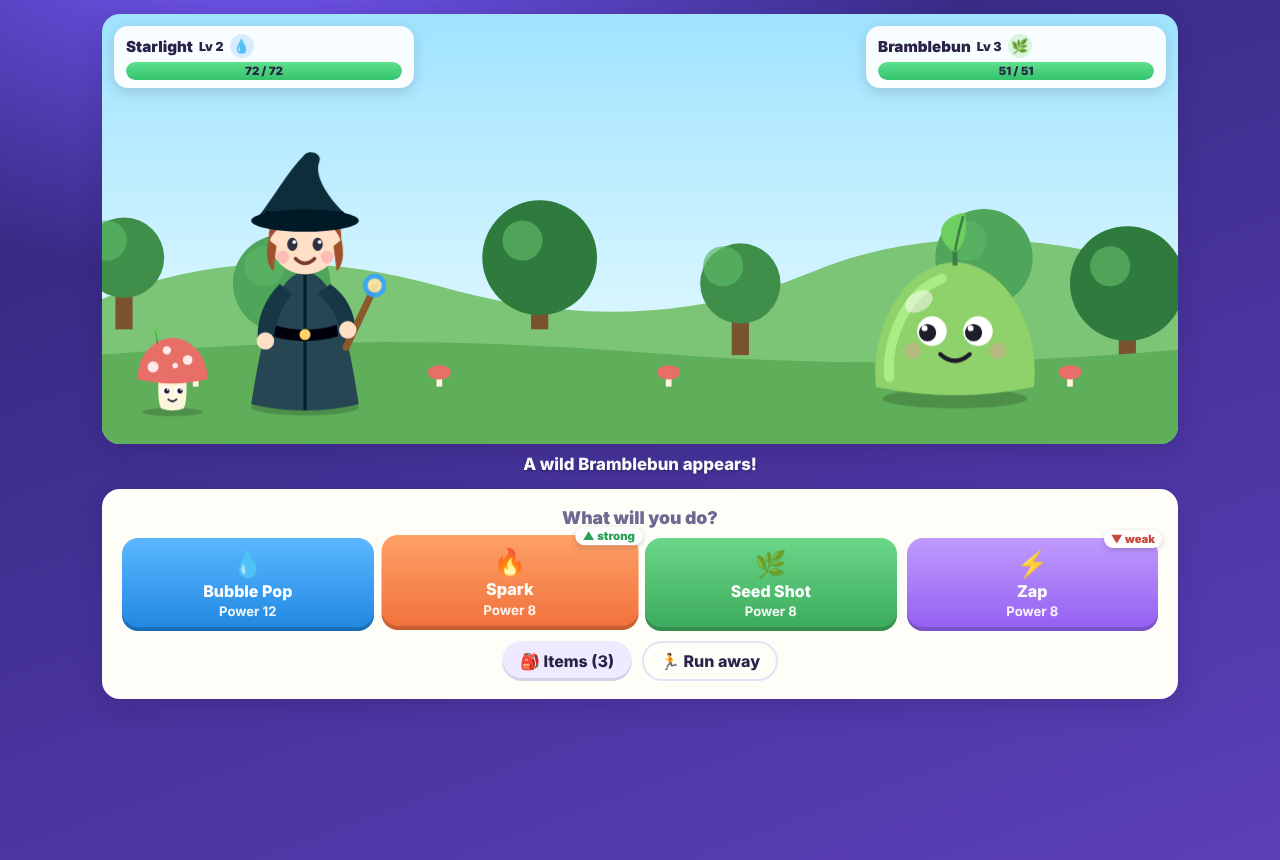 Starlight Lv 2
72 / 72
Bramblebun Lv 3
51 / 51
A wild Bramblebun appears!
What will you do?
Bubble Pop
Power 12
▲ strong
Spark
Power 8
Seed Shot
Power 8
▼ weak
Zap
Power 8
Items (3)
Run away